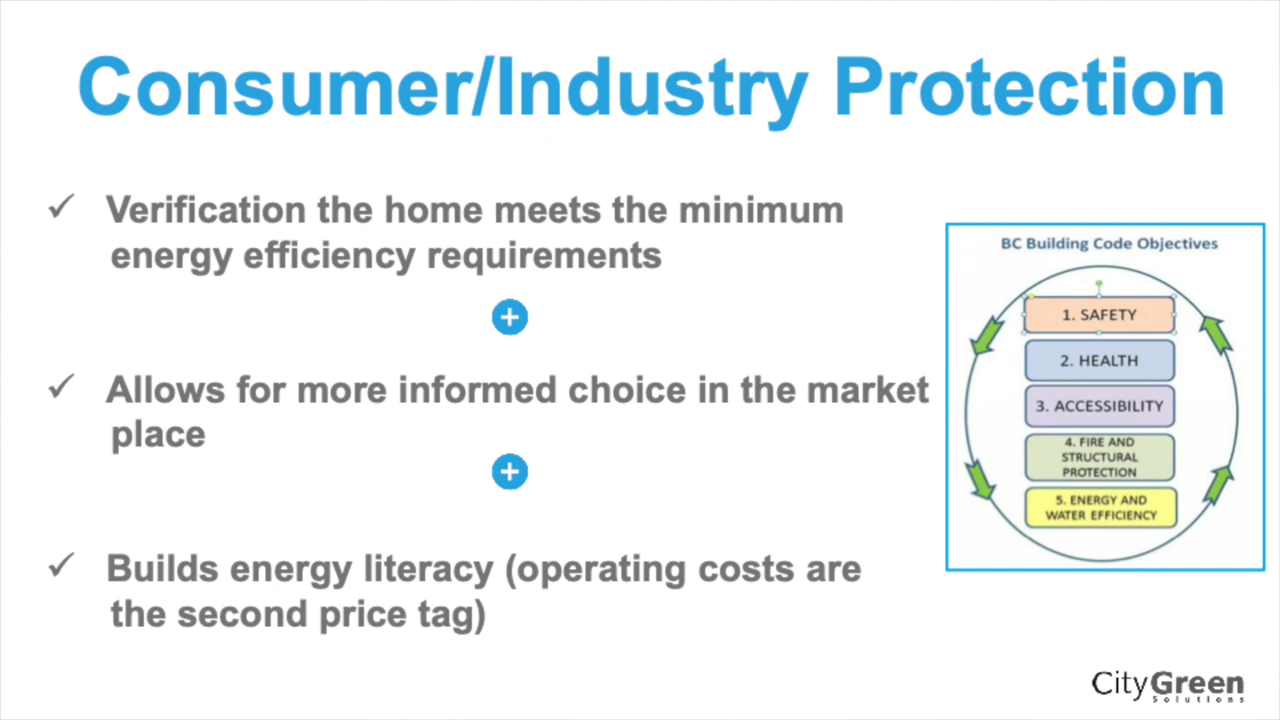 Consumer/Industry Protection
✓ Verification the home meets the minimum
energy efficiency requirements
+
✓ Allows for more informed choice in the market
place
+
✓ Builds energy literacy (operating costs are
the second price tag)
BC Building Code Objectives
1. SAFETY
2. HEALTH
3. ACCESSIBILITY
4. FIRE AND
STRUCTURAL
PROTECTION
5. ENERGY AND
WATER EFFICIENCY
CityGreen
Solutions